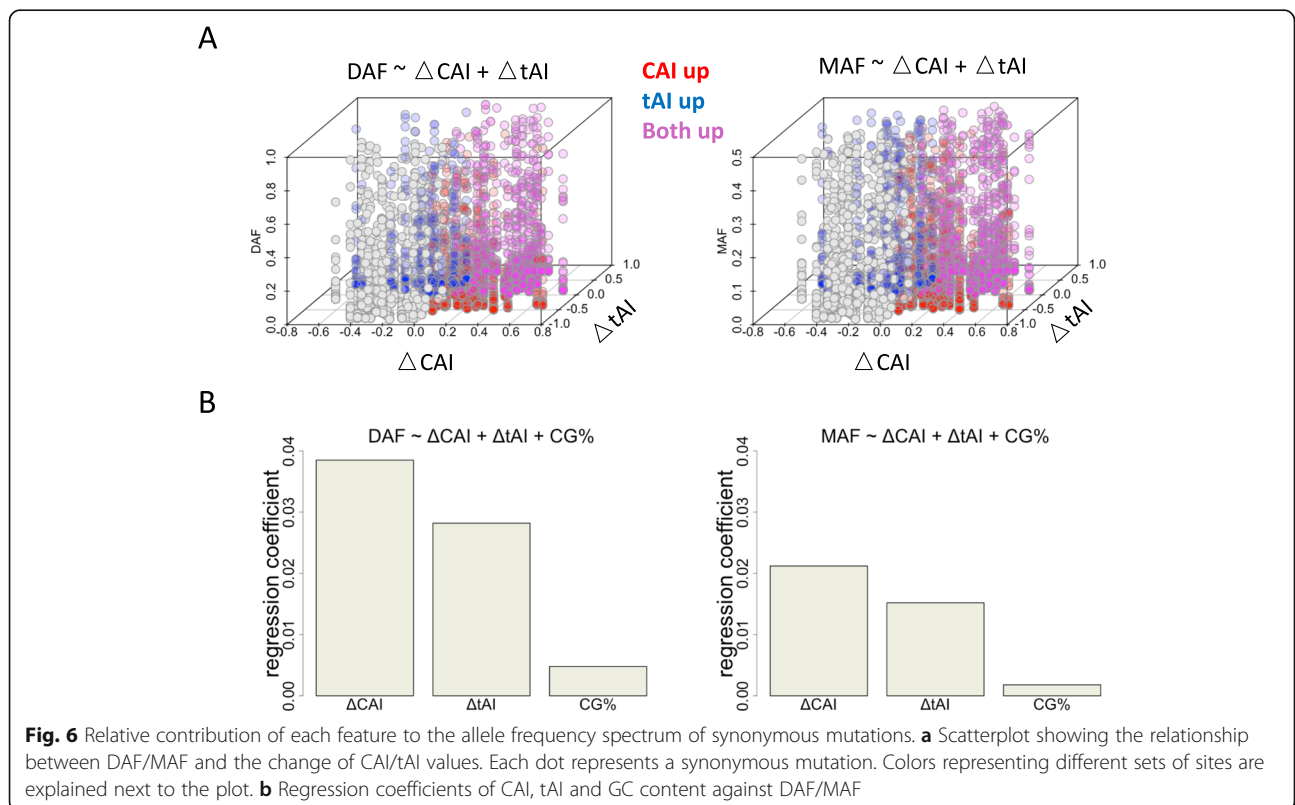 A
DAF ~ △CAI + △tAI
CAI up
tAI up
Both up
MAF ~ △CAI + △tAI
DAF
0.0 0.2 0.4 0.6 0.8 1.0
-0.8 -0.6 -0.4 -0.2 0.0 0.2 0.4 0.6 0.8
-1.0 -0.5 0.0 0.5 1.0
△CAI
△tAI
MAF
0.0 0.1 0.2 0.3 0.4 0.5
-0.8 -0.6 -0.4 -0.2 0.0 0.2 0.4 0.6 0.8
-1.0 -0.5 0.0 0.5 1.0
△CAI
△tAI
B
DAF ~ ΔCAI + ΔtAI + CG%
regression coefficient
0.00 0.01 0.02 0.03 0.04
ΔCAI ΔtAI CG%
MAF ~ ΔCAI + ΔtAI + CG%
regression coefficient
0.00 0.01 0.02 0.03 0.04
ΔCAI ΔtAI CG%
Fig. 6 Relative contribution of each feature to the allele frequency spectrum of synonymous mutations. a Scatterplot showing the relationship
between DAF/MAF and the change of CAI/tAI values. Each dot represents a synonymous mutation. Colors representing different sets of sites are
explained next to the plot. b Regression coefficients of CAI, tAI and GC content against DAF/MAF